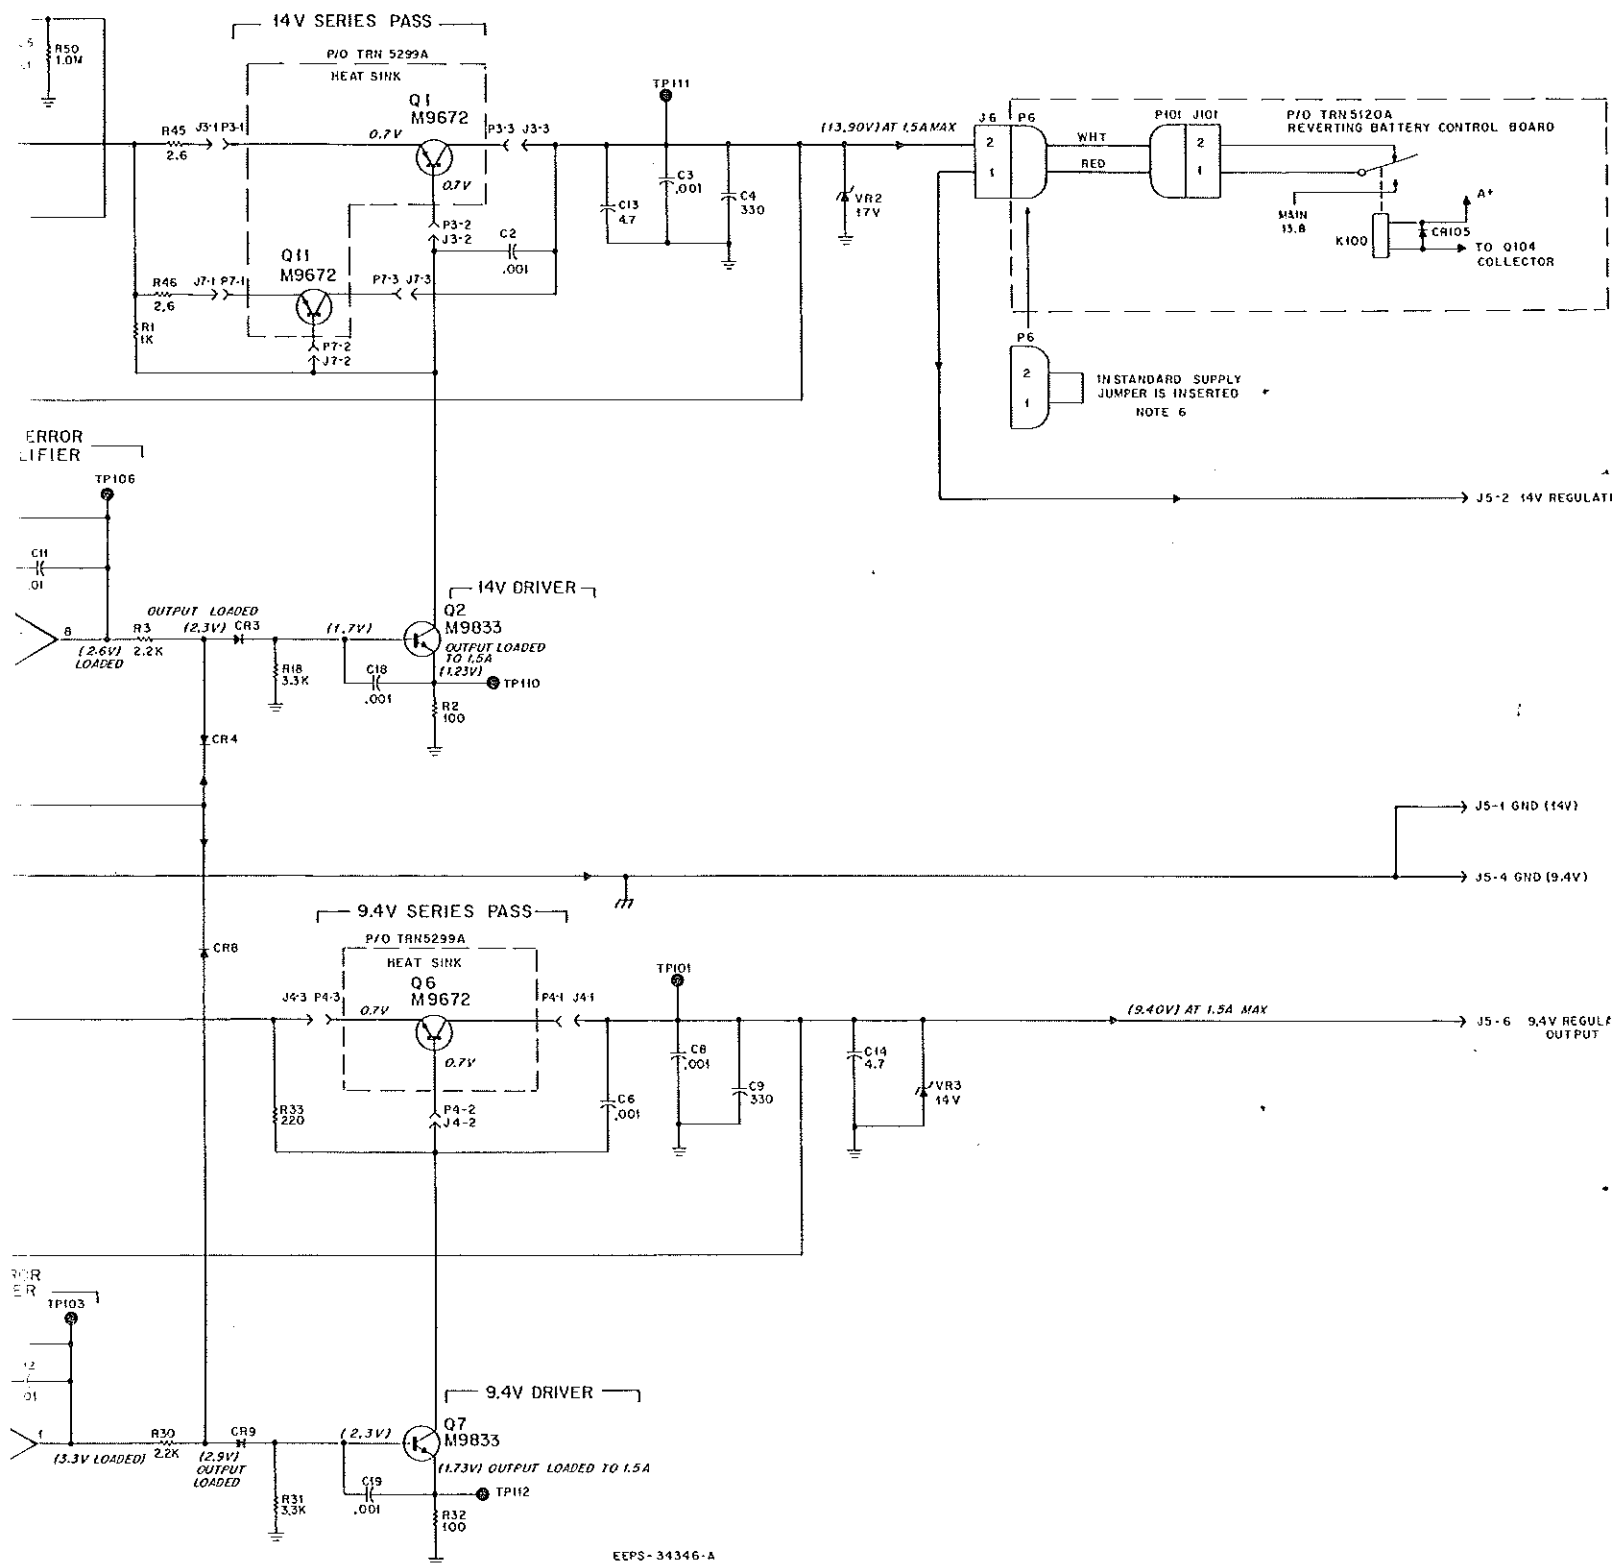 14V SERIES PASS
P/O TRN 5299A
HEAT SINK
R50
1.0M
Q1
M9672
TP111
R45
2.6
J3-1 P3-1
0.7V
P3-3 J3-3
0.7V
P3-2
J3-2
C2
.001
C13
4.7
C3
.001
C4
330
(13.90V) AT 1.5A MAX
VR2
17V
J6 P6
2
1
WHT
RED
P101 J101
2
1
P/O TRN5120A
REVERTING BATTERY CONTROL BOARD
MAIN
13.8
A+
K100
CR105
TO Q104
COLLECTOR
Q11
M9672
R46
2.6
J7-1 P7-1
P7-3 J7-3
R1
1K
P7-2
J7-2
P6
2
1
IN STANDARD SUPPLY
JUMPER IS INSERTED
NOTE 6
ERROR
LIFIER
TP106
J5-2 14V REGULATI
C11
.01
14V DRIVER
OUTPUT LOADED
8
R3
2.2K
(2.3V)
CR3
(1.7V)
Q2
M9833
OUTPUT LOADED
TO 1.5A
(1.23V)
(2.6V)
LOADED
R18
3.3K
C18
.001
TP110
R2
100
CR4
J5-1 GND (14V)
J5-4 GND (9.4V)
9.4V SERIES PASS
P/O TRN5299A
HEAT SINK
CR8
Q6
M9672
TP101
J4-3 P4-3
0.7V
P4-1 J4-1
(9.40V) AT 1.5A MAX
J5-6 9.4V REGULA
OUTPUT
0.7V
C8
.001
C14
4.7
R33
220
P4-2
J4-2
C6
.001
C9
330
VR3
14V
ROR
ER
TP103
01
9.4V DRIVER
1
R30
2.2K
CR9
(2.3V)
Q7
M9833
(3.3V LOADED)
(2.9V)
OUTPUT
LOADED
(1.73V) OUTPUT LOADED TO 1.5A
R31
3.3K
C19
.001
TP112
R32
100
EEPS-34346-A